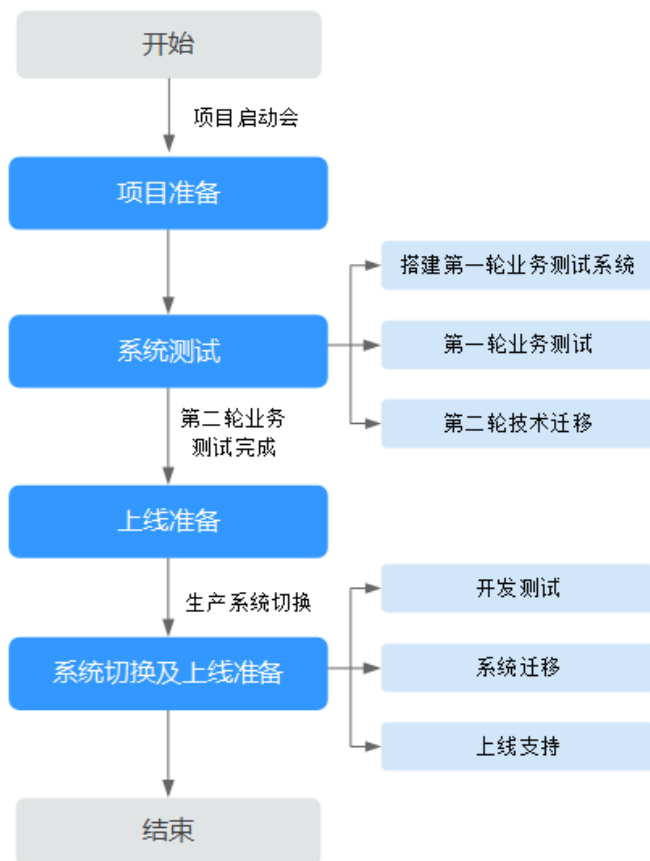 开始
项目启动会
项目准备
搭建第一轮业务测试系统
系统测试
第一轮业务测试
第二轮技术迁移
第二轮业务
测试完成
上线准备
生产系统切换
开发测试
系统切换及上线准备
系统迁移
上线支持
结束